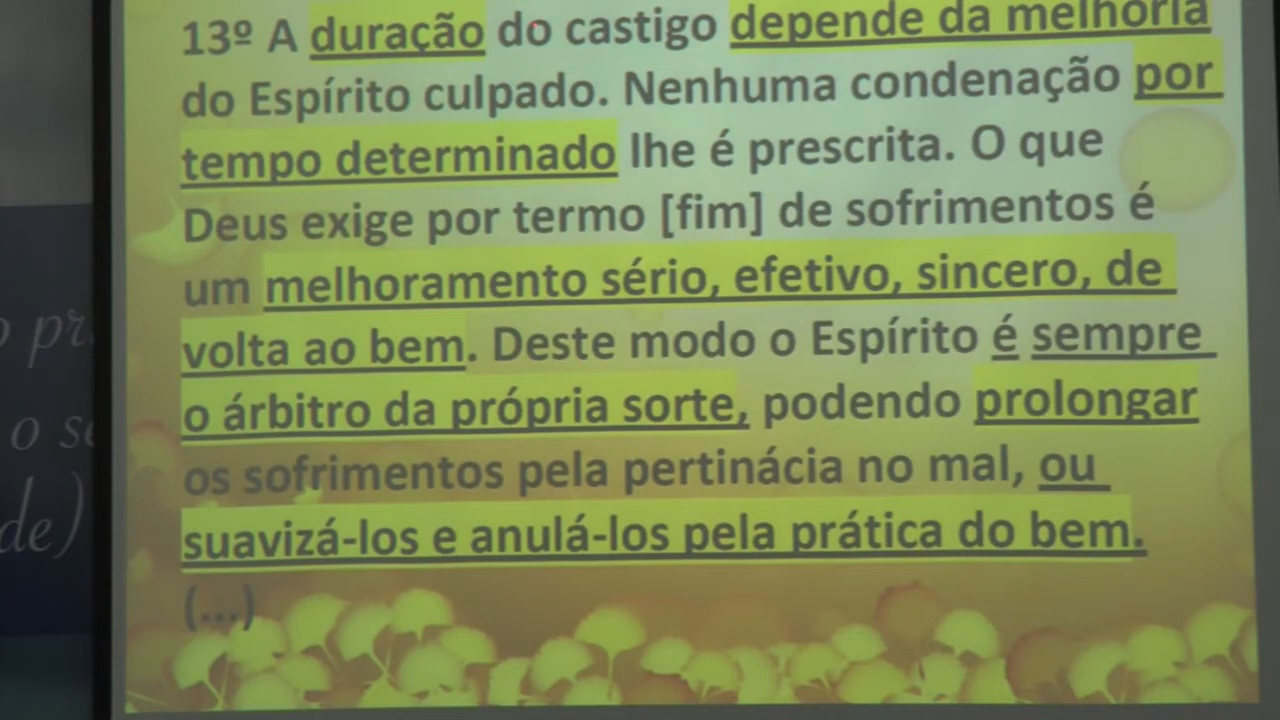 13º A duração do castigo depende da melhoria
do Espírito culpado. Nenhuma condenação por
tempo determinado lhe é prescrita. O que
Deus exige por termo [fim] de sofrimentos é
um melhoramento sério, efetivo, sincero, de
volta ao bem. Deste modo o Espírito é sempre
o árbitro da própria sorte, podendo prolongar
os sofrimentos pela pertinácia no mal, ou
suavizá-los e anulá-los pela prática do bem.
(...)